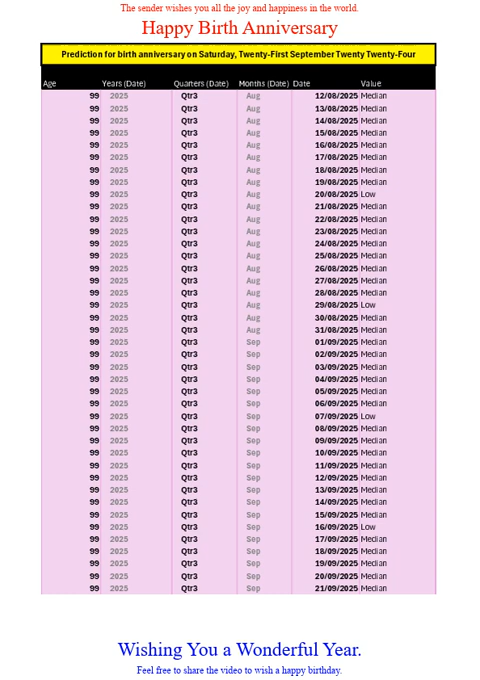 The sender wishes you all the joy and happiness in the world.
Happy Birth Anniversary
Prediction for birth anniversary on Saturday, Twenty-First September Twenty Twenty-Four
Age Years (Date) Quarters (Date) Months (Date) Date Value
99 2025 Qtr3 Aug 12/08/2025 Median
99 2025 Qtr3 Aug 13/08/2025 Median
99 2025 Qtr3 Aug 14/08/2025 Median
99 2025 Qtr3 Aug 15/08/2025 Median
99 2025 Qtr3 Aug 16/08/2025 Median
99 2025 Qtr3 Aug 17/08/2025 Median
99 2025 Qtr3 Aug 18/08/2025 Median
99 2025 Qtr3 Aug 19/08/2025 Median
99 2025 Qtr3 Aug 20/08/2025 Low
99 2025 Qtr3 Aug 21/08/2025 Median
99 2025 Qtr3 Aug 22/08/2025 Median
99 2025 Qtr3 Aug 23/08/2025 Median
99 2025 Qtr3 Aug 24/08/2025 Median
99 2025 Qtr3 Aug 25/08/2025 Median
99 2025 Qtr3 Aug 26/08/2025 Median
99 2025 Qtr3 Aug 27/08/2025 Median
99 2025 Qtr3 Aug 28/08/2025 Median
99 2025 Qtr3 Aug 29/08/2025 Low
99 2025 Qtr3 Aug 30/08/2025 Median
99 2025 Qtr3 Aug 31/08/2025 Median
99 2025 Qtr3 Sep 01/09/2025 Median
99 2025 Qtr3 Sep 02/09/2025 Median
99 2025 Qtr3 Sep 03/09/2025 Median
99 2025 Qtr3 Sep 04/09/2025 Median
99 2025 Qtr3 Sep 05/09/2025 Median
99 2025 Qtr3 Sep 06/09/2025 Median
99 2025 Qtr3 Sep 07/09/2025 Low
99 2025 Qtr3 Sep 08/09/2025 Median
99 2025 Qtr3 Sep 09/09/2025 Median
99 2025 Qtr3 Sep 10/09/2025 Median
99 2025 Qtr3 Sep 11/09/2025 Median
99 2025 Qtr3 Sep 12/09/2025 Median
99 2025 Qtr3 Sep 13/09/2025 Median
99 2025 Qtr3 Sep 14/09/2025 Median
99 2025 Qtr3 Sep 15/09/2025 Median
99 2025 Qtr3 Sep 16/09/2025 Low
99 2025 Qtr3 Sep 17/09/2025 Median
99 2025 Qtr3 Sep 18/09/2025 Median
99 2025 Qtr3 Sep 19/09/2025 Median
99 2025 Qtr3 Sep 20/09/2025 Median
99 2025 Qtr3 Sep 21/09/2025 Median
Wishing You a Wonderful Year.
Feel free to share the video to wish a happy birthday.